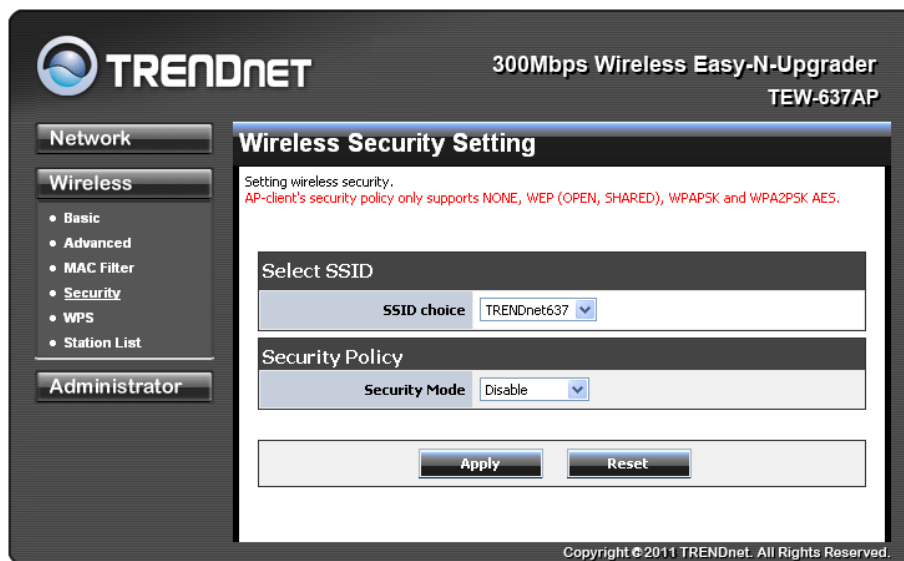 TRENDNET
300Mbps Wireless Easy-N-Upgrader
TEW-637AP
Network
Wireless
Basic
Advanced
MAC Filter
Security
WPS
Station List
Administrator
Wireless Security Setting
Setting wireless security.
AP-client's security policy only supports NONE, WEP (OPEN, SHARED), WPAPSK and WPA2PSK AES.
Select SSID
SSID choice TRENDnet637
Security Policy
Security Mode Disable
Apply Reset
Copyright © 2011 TRENDnet. All Rights Reserved.